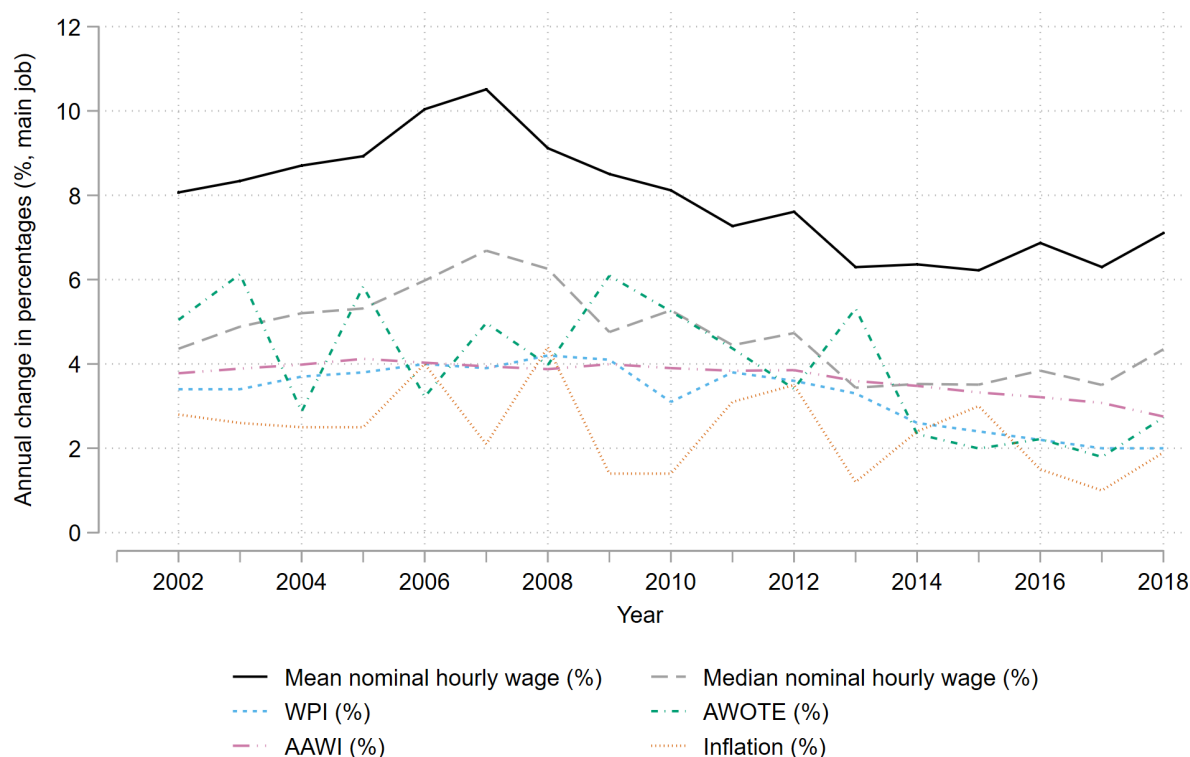 Annual change in percentages (%, main job)
12
10
8
6
4
2
0
2002 2004 2006 2008 2010 2012 2014 2016 2018
Year
Mean nominal hourly wage (%) Median nominal hourly wage (%)
WPI (%) AWOTE (%)
AAWI (%) Inflation (%)